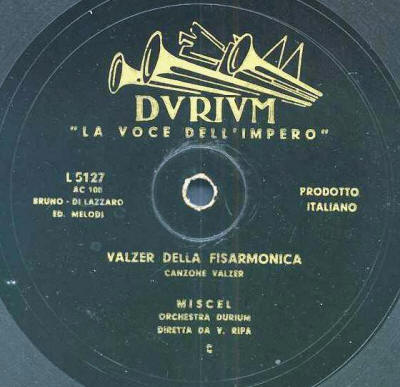 DVRIVM
"LA VOCE DELL'IMPERO"
L 5127
AC 100
BRUNO - DI LAZZARO
ED. MELODI
PRODOTTO
ITALIANO
VALZER DELLA FISARMONICA
CANZONE VALZER
MISCEL
ORCHESTRA DURIUM
DIRETTA DA V. RIPA
C